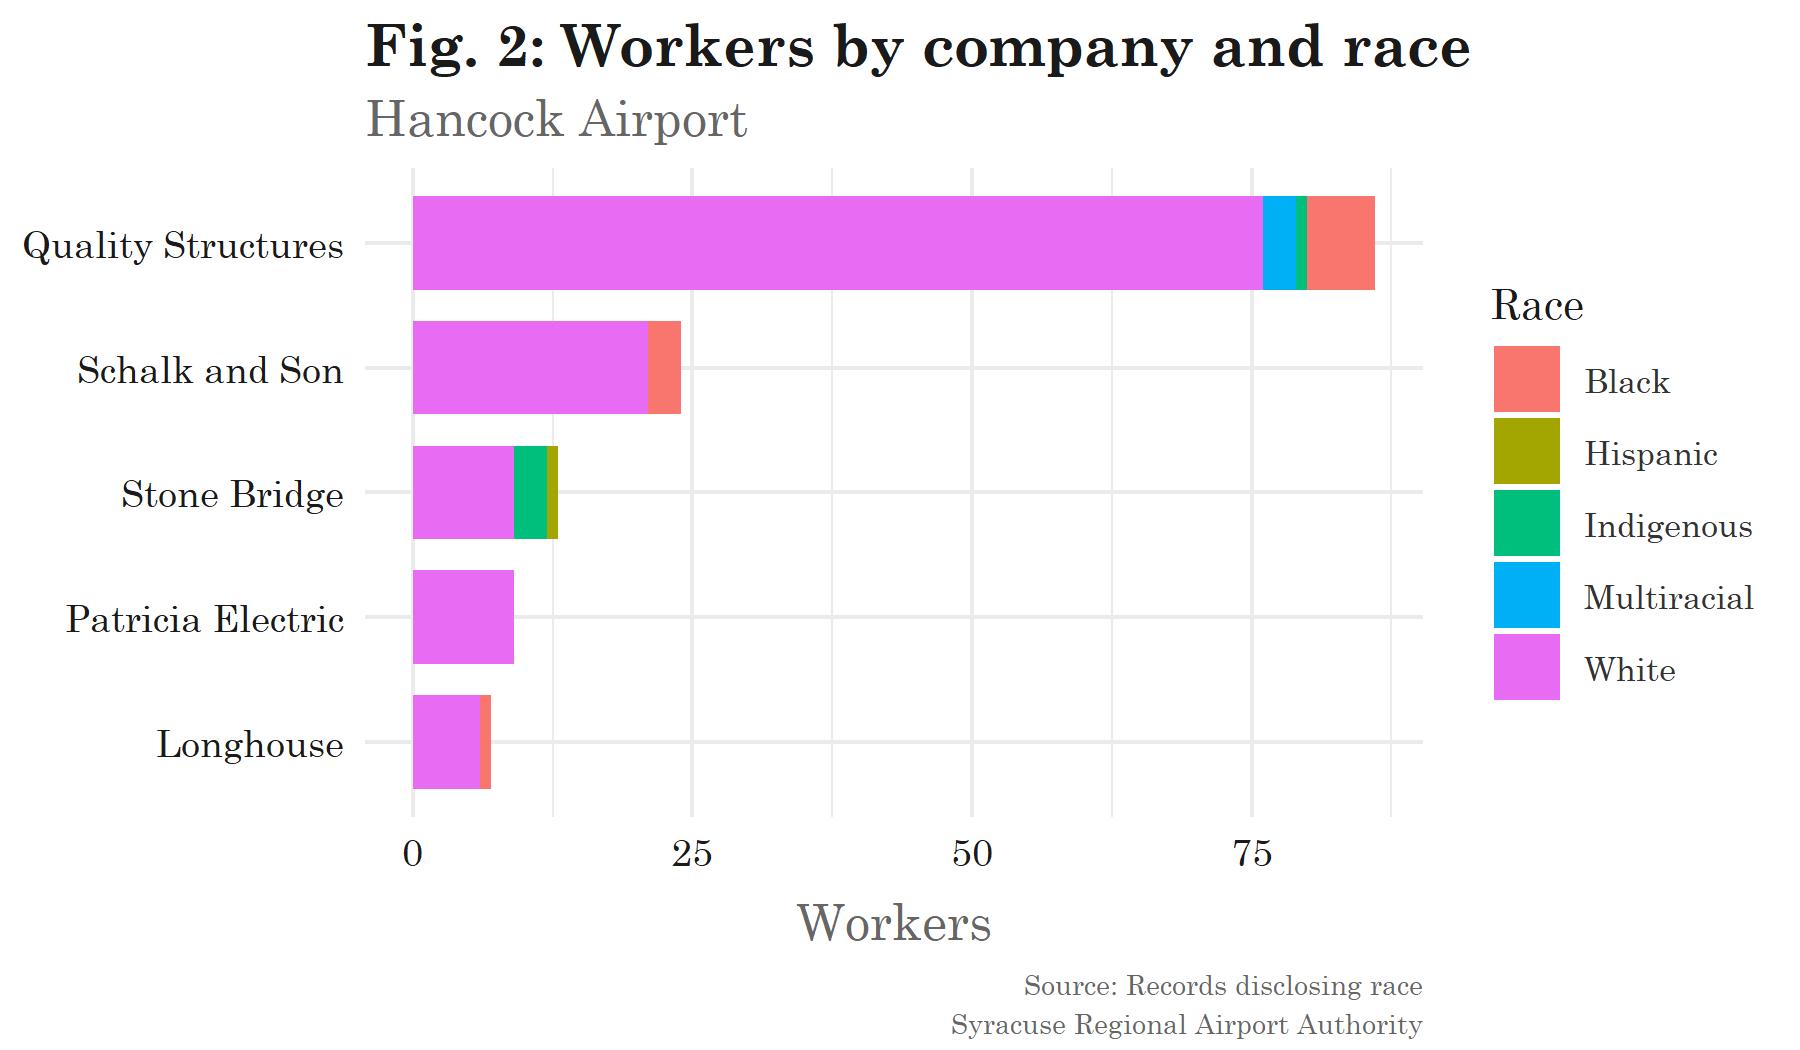 Fig. 2: Workers by company and race
Hancock Airport
Quality Structures
Schalk and Son
Stone Bridge
Patricia Electric
Longhouse
0 25 50 75
Workers
Race
Black
Hispanic
Indigenous
Multiracial
White
Source: Records disclosing race
Syracuse Regional Airport Authority